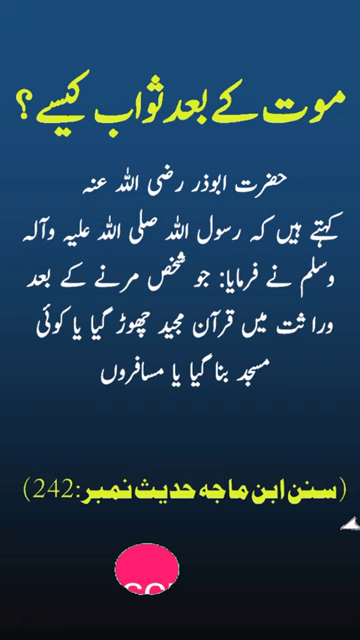 موت کے بعد ثواب کیسے؟
حضرت ابوذر رضی اللہ عنہ
کہتے ہیں کہ رسول اللہ صلی اللہ علیہ وآلہ
وسلم نے فرمایا: جو شخص مرنے کے بعد
وراثت میں قرآن مجید چھوڑ گیا یا کوئی
مسجد بنا گیا یا مسافروں
(سنن ابن ماجہ حدیث نمبر:242)